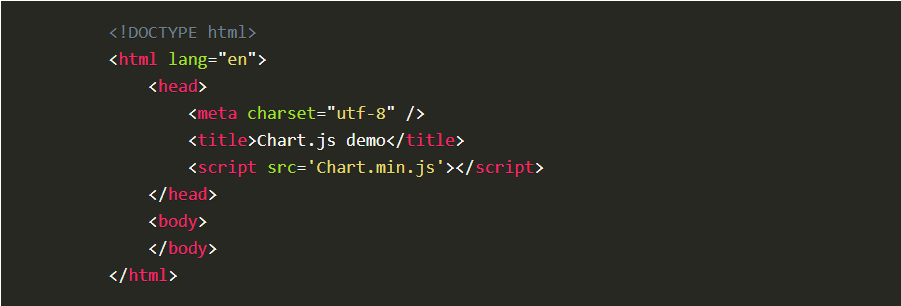 <!DOCTYPE html>
<html lang="en">
    <head>
        <meta charset="utf-8" />
        <title>Chart.js demo</title>
        <script src='Chart.min.js'></script>
    </head>
    <body>
    </body>
</html>